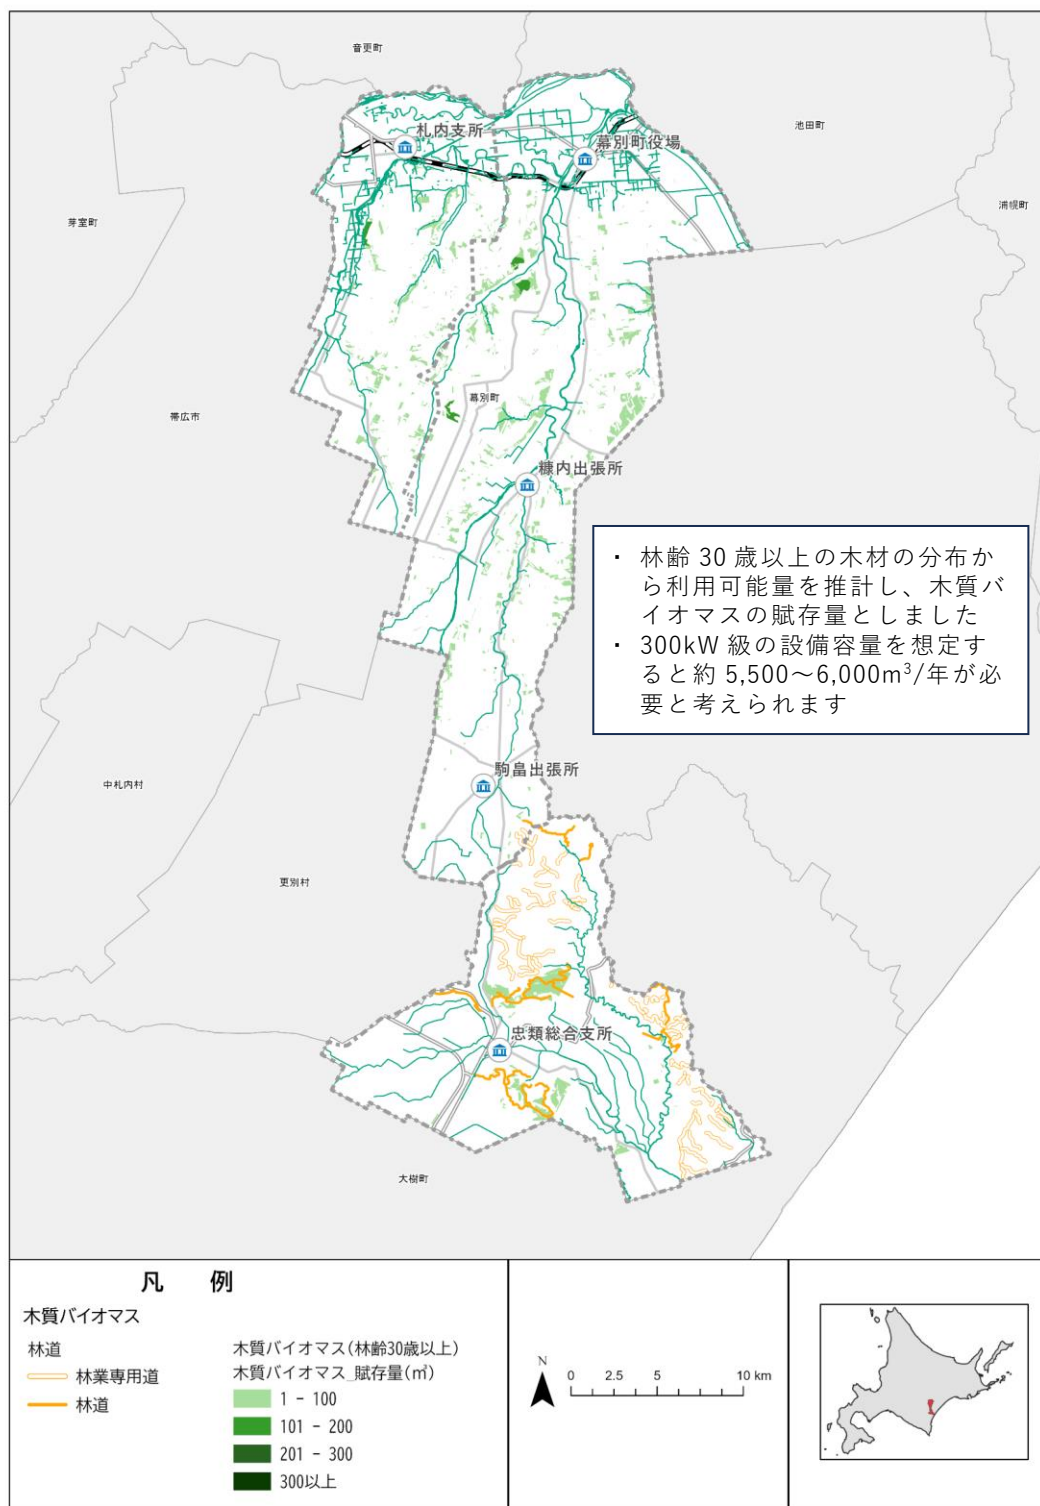 音更町
池田町
札内支所
幕別町役場
浦幌町
芽室町
幕別町
帯広市
糠内出張所
・ 林齢 30 歳以上の木材の分布か
ら利用可能量を推計し、木質バ
イオマスの賦存量としました
・ 300kW 級の設備容量を想定す
ると約 5,500～6,000m³/年が必
要と考えられます
駒畠出張所
中札内村
更別村
忠類総合支所
大樹町
凡 例
木質バイオマス
林道
林業専用道
林道
木質バイオマス(林齢30歳以上)
木質バイオマス_賦存量(㎥)
1 - 100
101 - 200
201 - 300
300以上
N
0 2.5 5 10 km